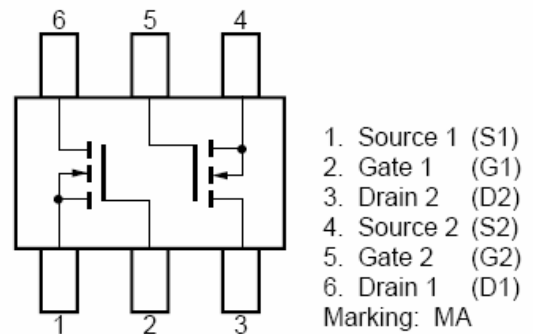 6 5 4
1. Source 1 (S1)
2. Gate 1 (G1)
3. Drain 2 (D2)
4. Source 2 (S2)
5. Gate 2 (G2)
6. Drain 1 (D1)
Marking: MA
1 2 3